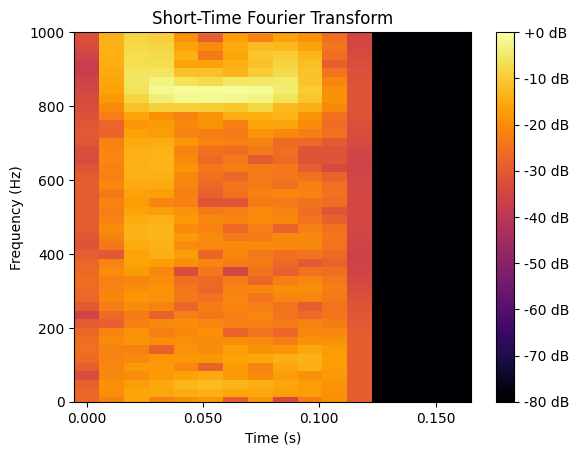 Short-Time Fourier Transform
1000
800
600
400
200
0
Frequency (Hz)
0.000
0.050
0.100
0.150
Time (s)
+0 dB
-10 dB
-20 dB
-30 dB
-40 dB
-50 dB
-60 dB
-70 dB
-80 dB